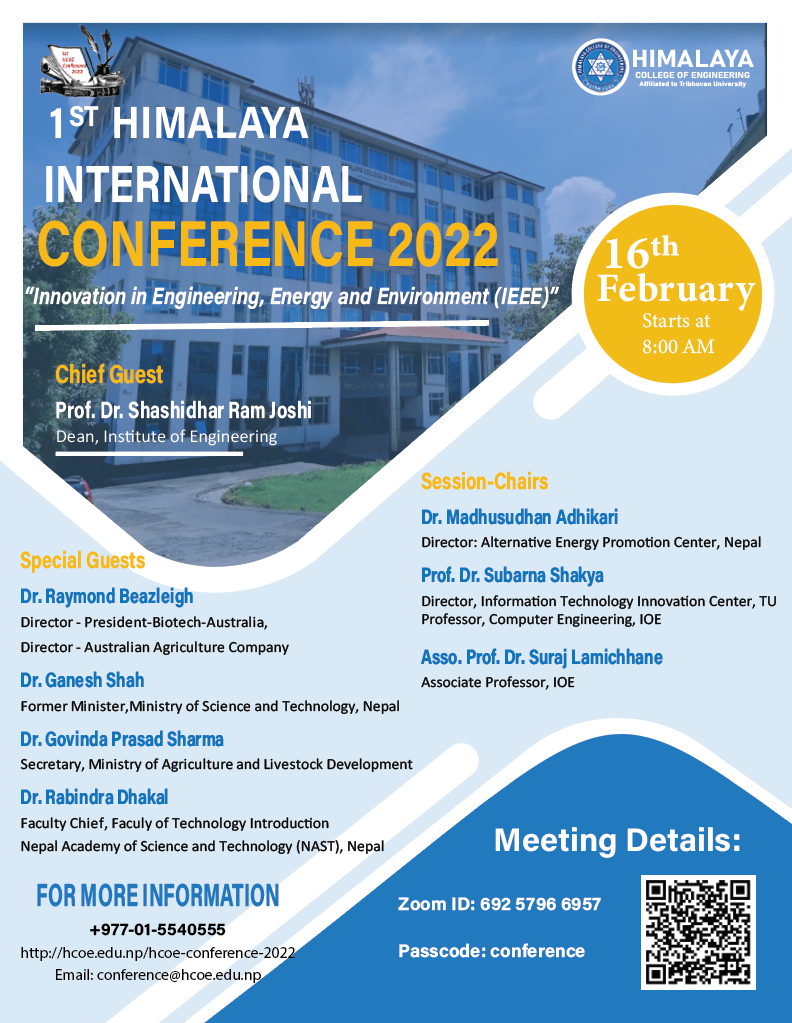 1st
HCOE
Conference
2022
HIMALAYA
COLLEGE OF ENGINEERING
Affiliated to Tribhuvan University
1ST HIMALAYA
INTERNATIONAL
CONFERENCE 2022
“Innovation in Engineering, Energy and Environment (IEEE)”
16th
February
Starts at
8:00 AM
Chief Guest
Prof. Dr. Shashidhar Ram Joshi
Dean, Institute of Engineering
Special Guests
Dr. Raymond Beazleigh
Director - President-Biotech-Australia,
Director - Australian Agriculture Company
Dr. Ganesh Shah
Former Minister,Ministry of Science and Technology, Nepal
Dr. Govinda Prasad Sharma
Secretary, Ministry of Agriculture and Livestock Development
Dr. Rabindra Dhakal
Faculty Chief, Faculy of Technology Introduction
Nepal Academy of Science and Technology (NAST), Nepal
Session-Chairs
Dr. Madhusudhan Adhikari
Director: Alternative Energy Promotion Center, Nepal
Prof. Dr. Subarna Shakya
Director, Information Technology Innovation Center, TU
Professor, Computer Engineering, IOE
Asso. Prof. Dr. Suraj Lamichhane
Associate Professor, IOE
FOR MORE INFORMATION
+977-01-5540555
http://hcoe.edu.np/hcoe-conference-2022
Email: conference@hcoe.edu.np
Meeting Details:
Zoom ID: 692 5796 6957
Passcode: conference